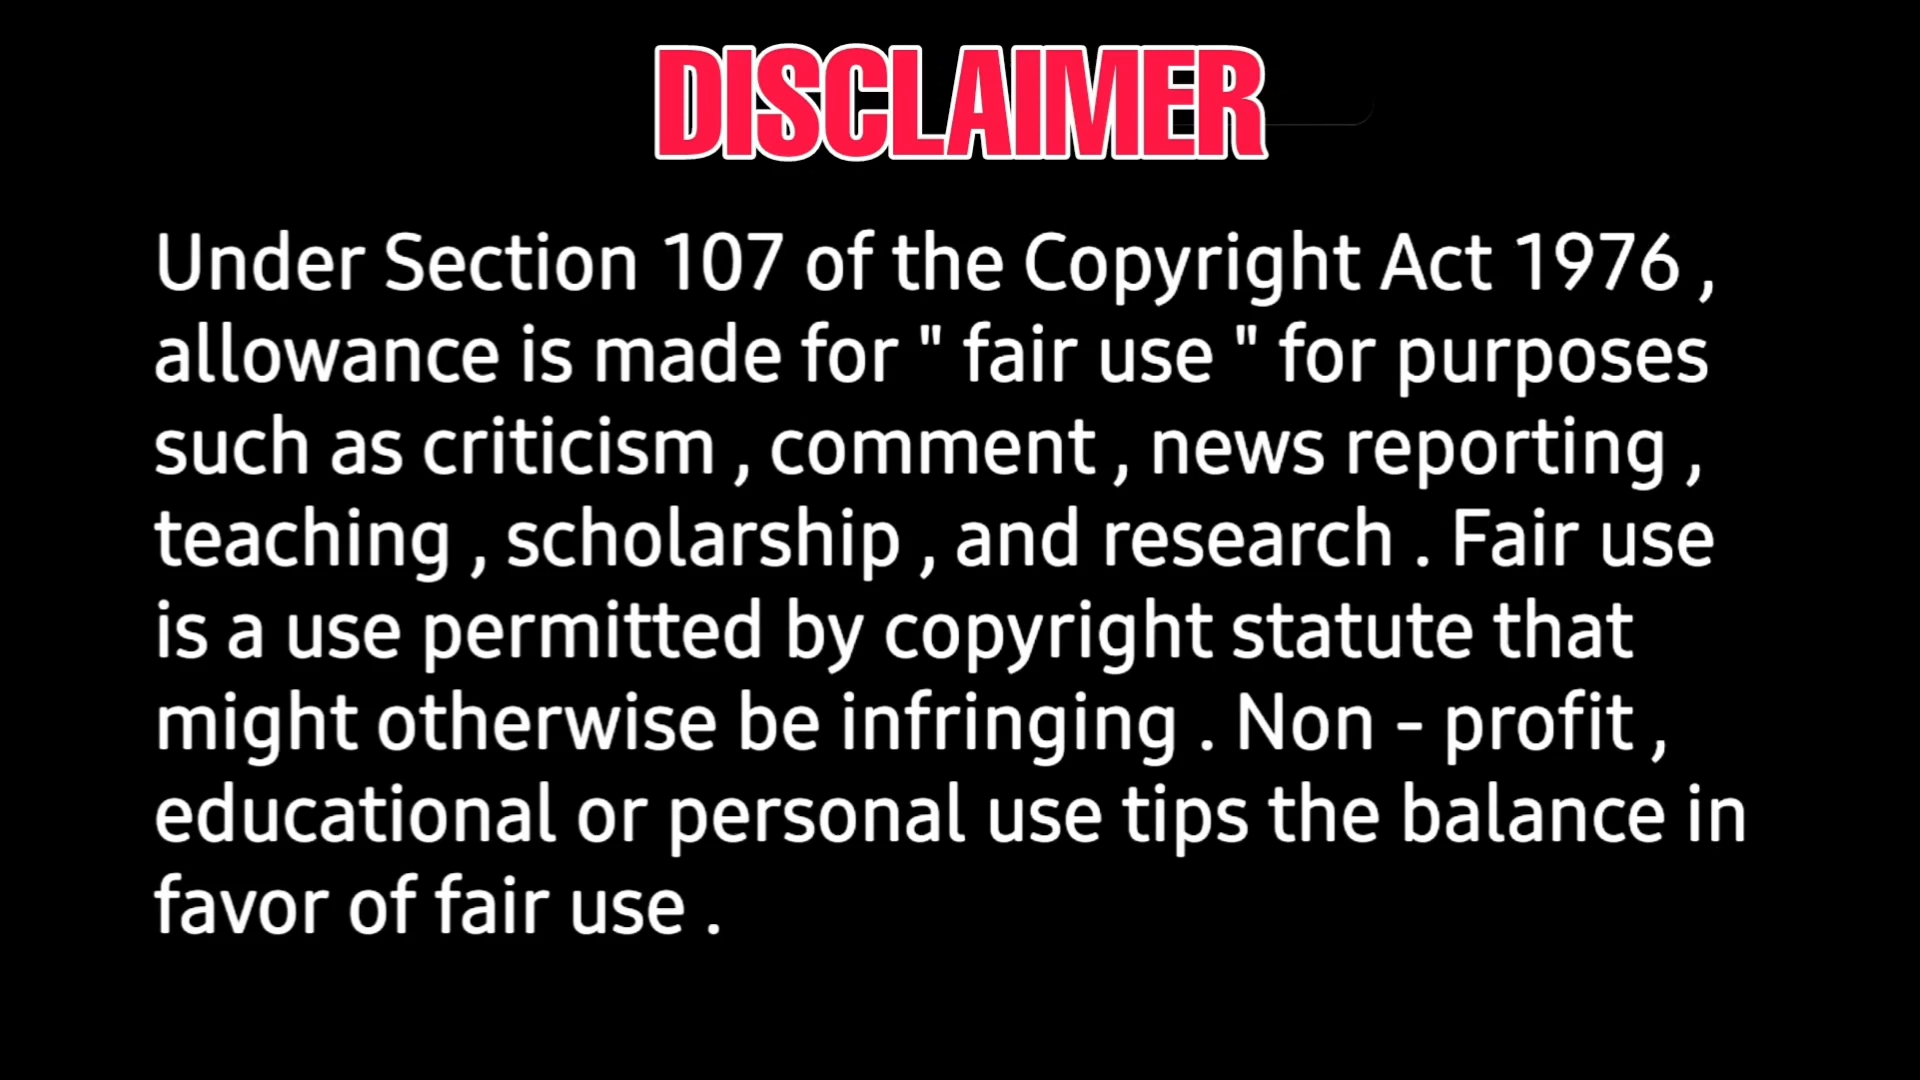 DISCLAIMER
Under Section 107 of the Copyright Act 1976 ,
allowance is made for " fair use " for purposes
such as criticism , comment , news reporting ,
teaching , scholarship , and research . Fair use
is a use permitted by copyright statute that
might otherwise be infringing . Non - profit ,
educational or personal use tips the balance in
favor of fair use .